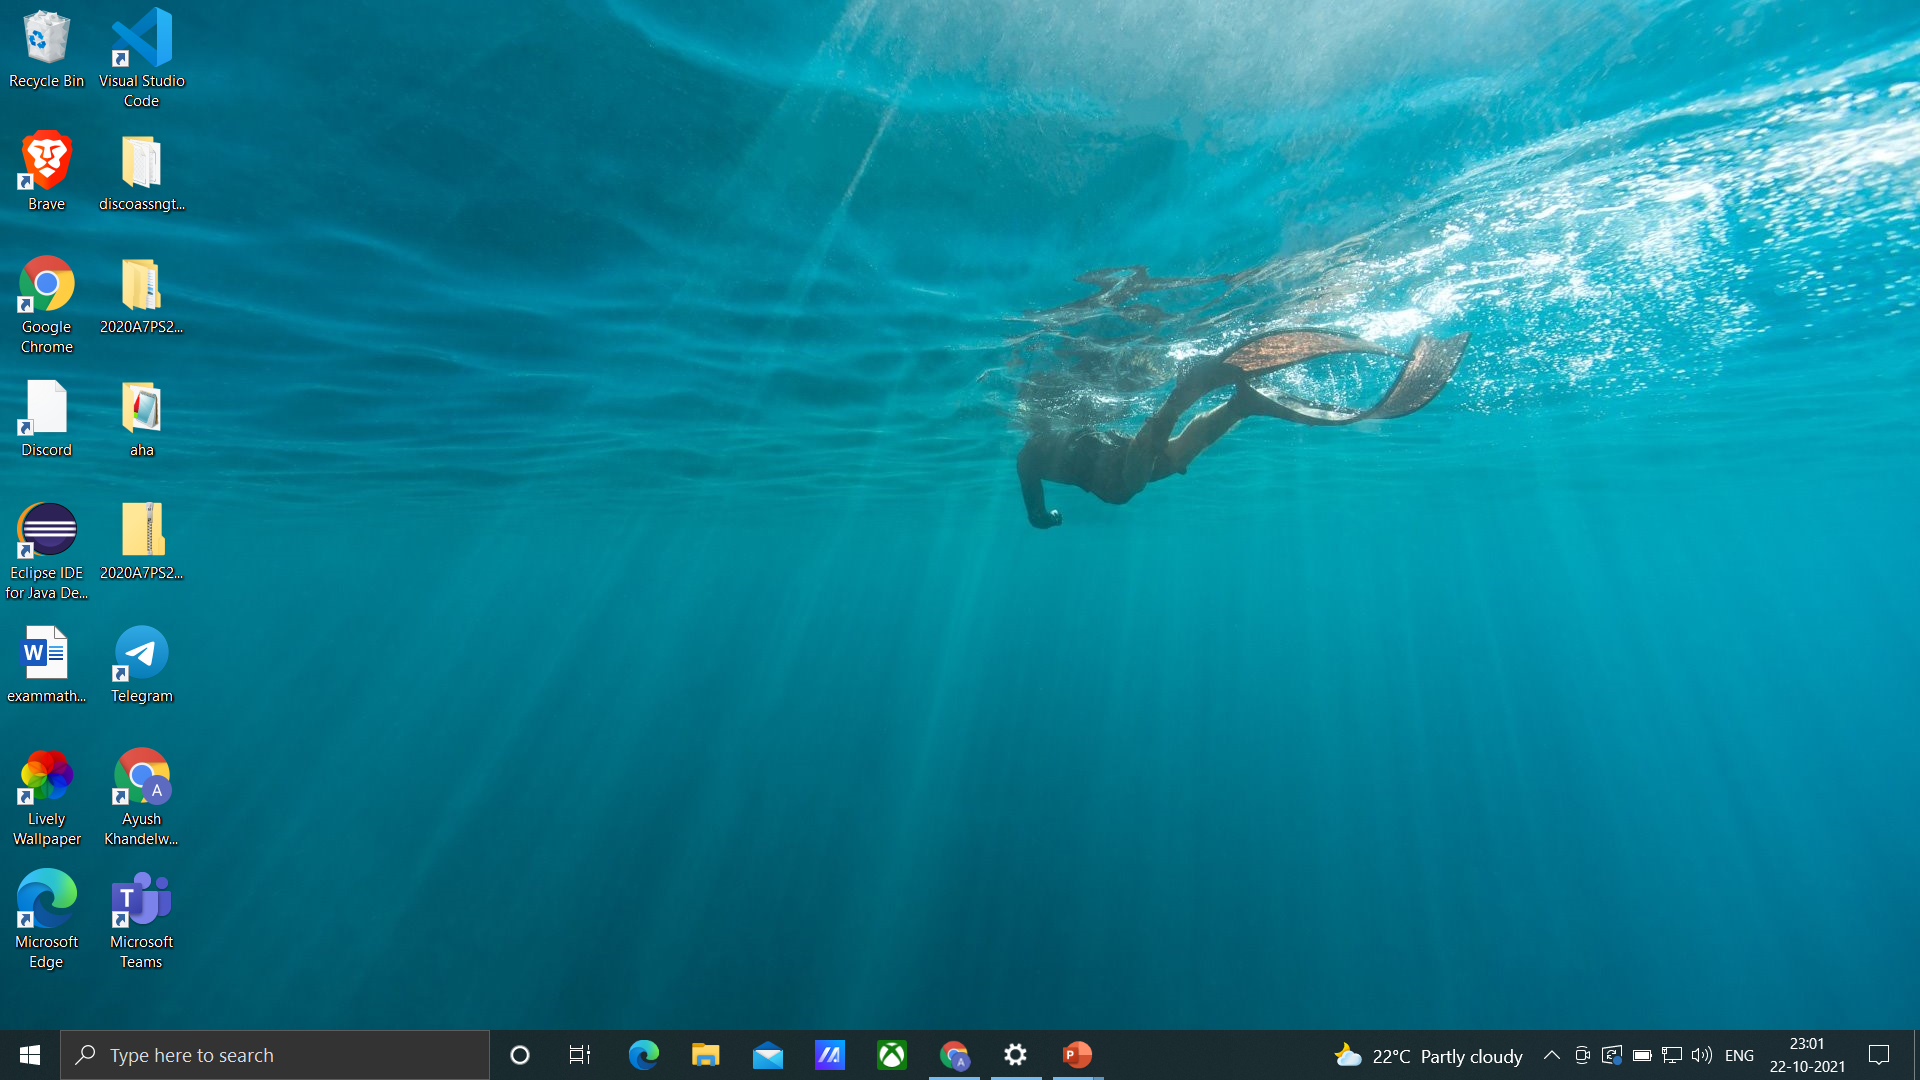 Recycle Bin
Visual Studio
Code
Brave
discoassngt...
Google
Chrome
2020A7PS2...
Discord
aha
Eclipse IDE
for Java De...
2020A7PS2...
W
exammath...
Telegram
Lively
Wallpaper
A
Ayush
Khandelw...
Microsoft
Edge
T
Microsoft
Teams
Type here to search
A
P
22°C Partly cloudy
ENG
23:01
22-10-2021